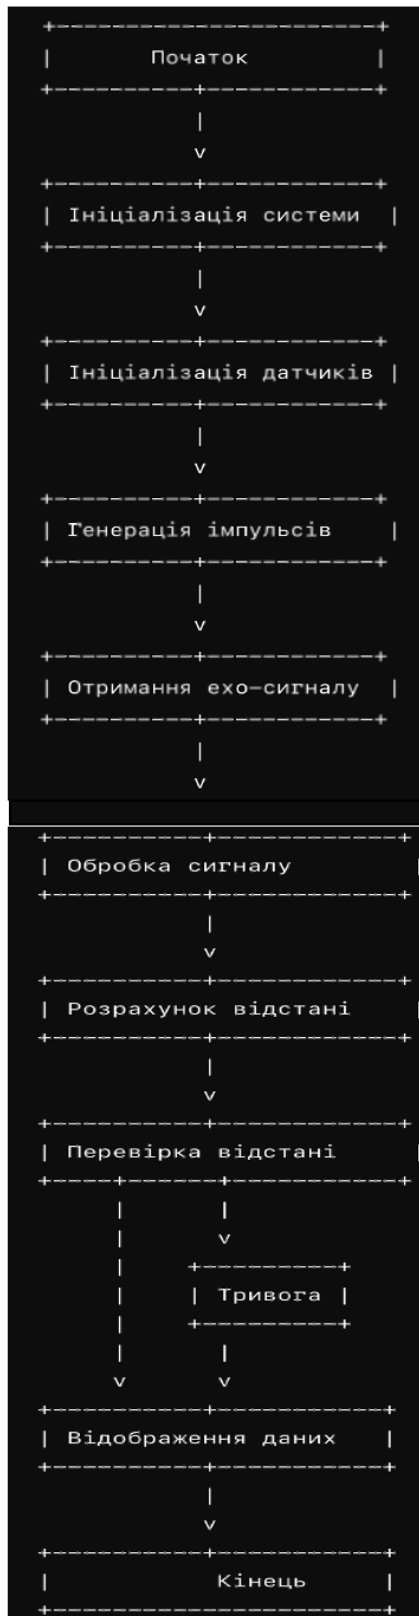 Початок
Ініціалізація системи
Ініціалізація датчиків
Генерація імпульсів
Отримання ехо-сигналу
Обробка сигналу
Розрахунок відстані
Перевірка відстані
Тривога
Відображення даних
Кінець